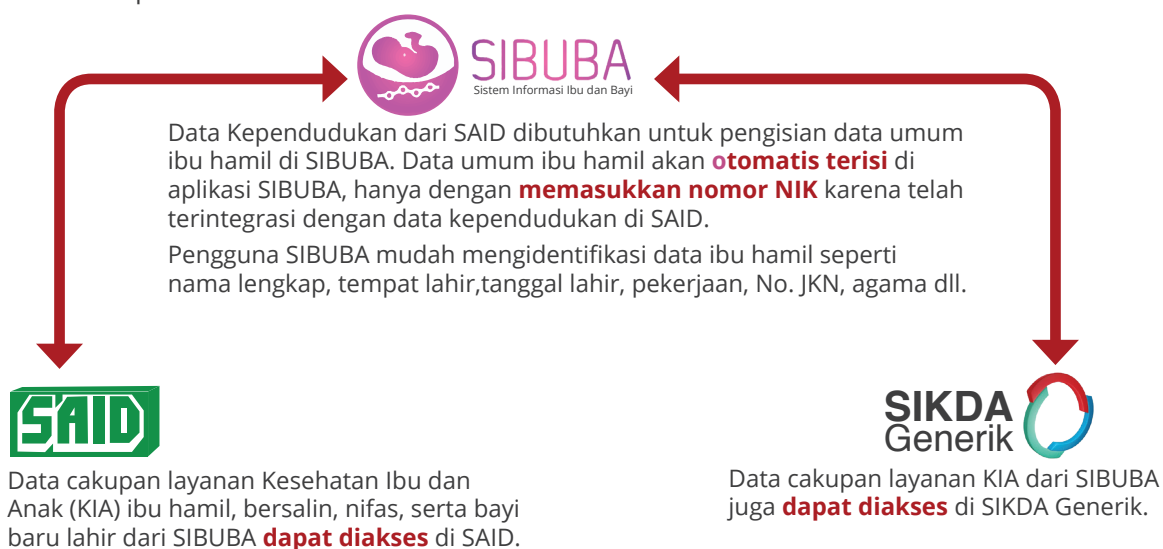 SIBUBA
Sistem Informasi Ibu dan Bayi
Data Kependudukan dari SAID dibutuhkan untuk pengisian data umum
ibu hamil di SIBUBA. Data umum ibu hamil akan otomatis terisi di
aplikasi SIBUBA, hanya dengan memasukkan nomor NIK karena telah
terintegrasi dengan data kependudukan di SAID.
Pengguna SIBUBA mudah mengidentifikasi data ibu hamil seperti
nama lengkap, tempat lahir,tanggal lahir, pekerjaan, No. JKN, agama dll.
SAID
Data cakupan layanan Kesehatan Ibu dan
Anak (KIA) ibu hamil, bersalin, nifas, serta bayi
baru lahir dari SIBUBA dapat diakses di SAID.
SIKDA
Generik
Data cakupan layanan KIA dari SIBUBA
juga dapat diakses di SIKDA Generik.